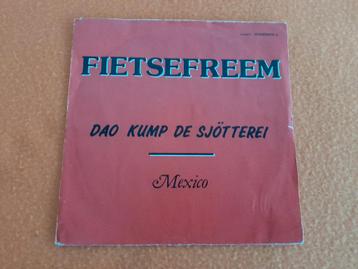 FIETSEFREEM
DAO KUMP DE SJÖTTEREI
Mexico